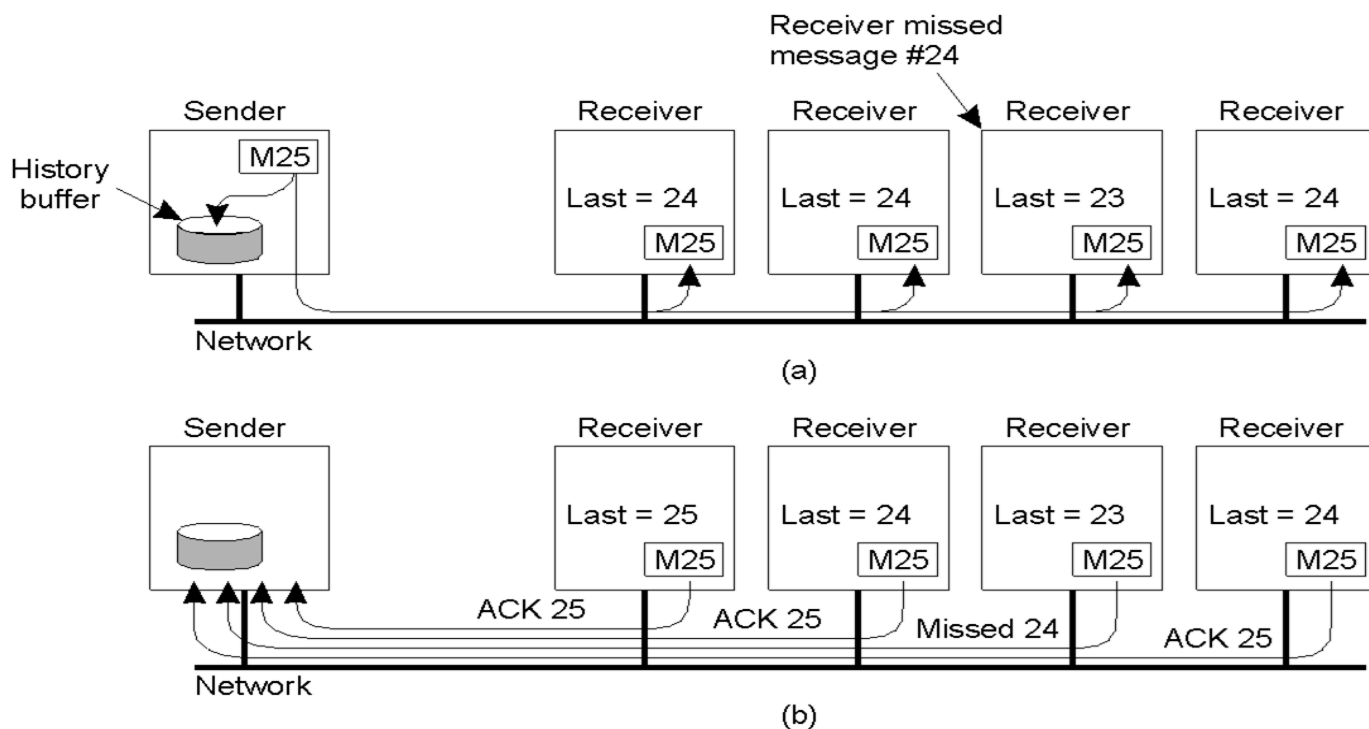 Receiver missed
message #24
Sender
Receiver
Receiver
Receiver
Receiver
History
buffer
M25
Last = 24
Last = 24
Last = 23
Last = 24
M25
M25
M25
M25
Network
(a)
Sender
Receiver
Receiver
Receiver
Receiver
Last = 25
Last = 24
Last = 23
Last = 24
M25
M25
M25
M25
ACK 25
ACK 25
Missed 24
ACK 25
Network
(b)